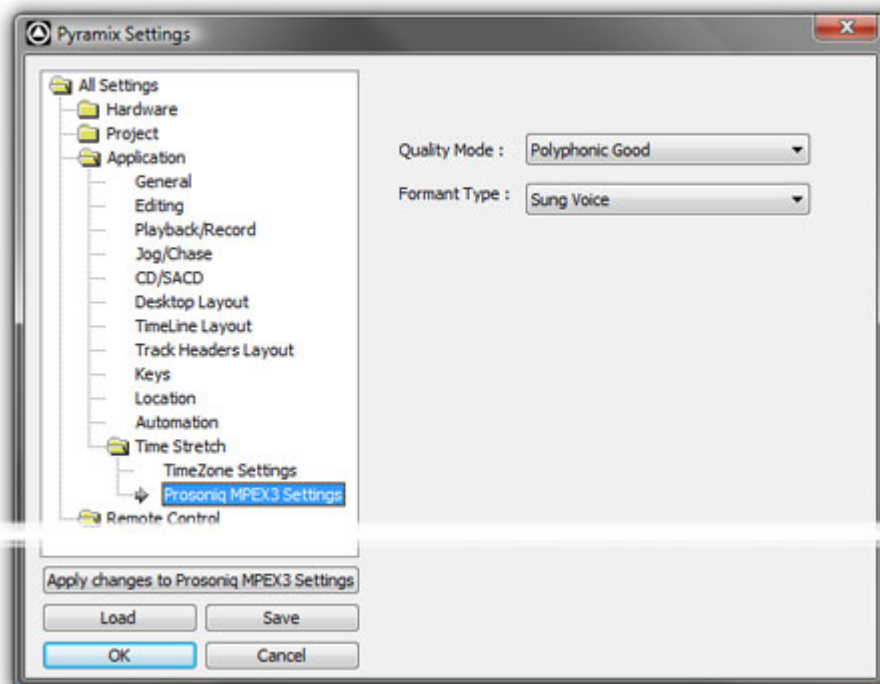 Pyramix Settings
All Settings
Hardware
Project
Application
General
Editing
Playback/Record
Jog/Chase
CD/SACD
Desktop Layout
TimeLine Layout
Track Headers Layout
Keys
Location
Automation
Time Stretch
TimeZone Settings
Prosoniq MPEX3 Settings
Remote Control
Quality Mode : Polyphonic Good
Formant Type : Sung Voice
Apply changes to Prosoniq MPEX3 Settings
Load Save
OK Cancel